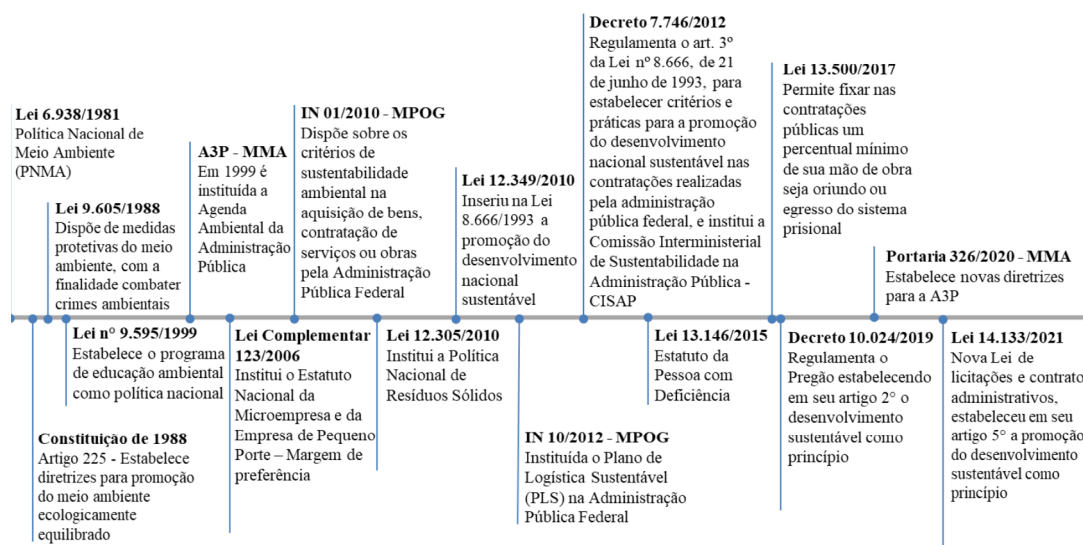 Lei 6.938/1981
Política Nacional de
Meio Ambiente
(PNMA)
Lei 9.605/1988
Dispõe de medidas
protetivas do meio
ambiente, com a
finalidade combater
crimes ambientais
A3P - MMA
Em 1999 é
instituída a
Agenda
Ambiental da
Administração
Pública
IN 01/2010 - MPOG
Dispõe sobre os
critérios de
sustentabilidade
ambiental na
aquisição de bens,
contratação de
serviços ou obras
pela Administração
Pública Federal
Lei 12.349/2010
Inseriu na Lei
8.666/1993 a
promoção do
desenvolvimento
nacional
sustentável
Decreto 7.746/2012
Regulamenta o art. 3º
da Lei nº 8.666, de 21
de junho de 1993, para
estabelecer critérios e
práticas para a promoção
do desenvolvimento
nacional sustentável nas
contratações realizadas
pela administração
pública federal, e institui a
Comissão Interministerial
de Sustentabilidade na
Administração Pública -
CISAP
Lei 13.500/2017
Permite fixar nas
contratações
públicas um
percentual mínimo
de sua mão de obra
seja oriundo ou
egresso do sistema
prisional
Portaria 326/2020 - MMA
Estabelece novas diretrizes
para a A3P
Constituição de 1988
Artigo 225 - Estabelece
diretrizes para promoção
do meio ambiente
ecologicamente
equilibrado
Lei n° 9.595/1999
Estabelece o programa
de educação ambiental
como política nacional
Lei Complementar
123/2006
Institui o Estatuto
Nacional da
Microempresa e da
Empresa de Pequeno
Porte – Margem de
preferência
Lei 12.305/2010
Institui a Política
Nacional de
Resíduos Sólidos
IN 10/2012 - MPOG
Instituída o Plano de
Logística Sustentável
(PLS) na Administração
Pública Federal
Lei 13.146/2015
Estatuto da
Pessoa com
Deficiência
Decreto 10.024/2019
Regulamenta o
Pregão estabelecendo
em seu artigo 2° o
desenvolvimento
sustentável como
princípio
Lei 14.133/2021
Nova Lei de
licitações e contrato
administrativos,
estabeleceu em seu
artigo 5° a promoção
do desenvolvimento
sustentável como
princípio